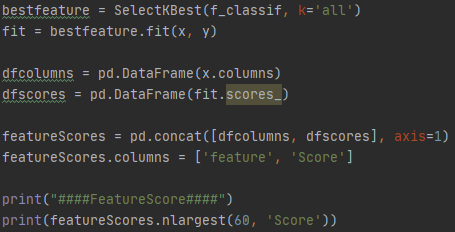 bestfeature = SelectKBest(f_classif, k='all')
fit = bestfeature.fit(x, y)
dfcolumns = pd.DataFrame(x.columns)
dfscores = pd.DataFrame(fit.scores_)
featureScores = pd.concat([dfcolumns, dfscores], axis=1)
featureScores.columns = ['feature', 'Score']
print("####FeatureScore####")
print(featureScores.nlargest(60, 'Score'))